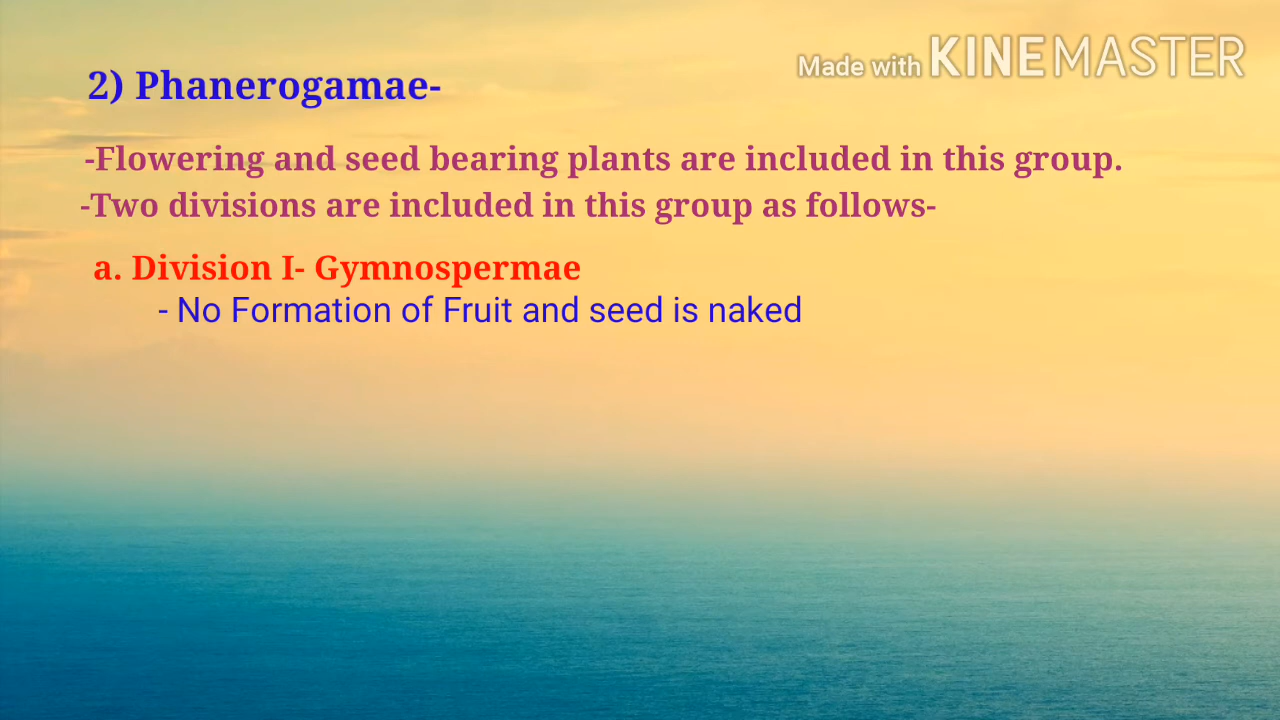 Made with KINEMASTER
2) Phanerogamae-
-Flowering and seed bearing plants are included in this group.
-Two divisions are included in this group as follows-
a. Division I- Gymnospermae
- No Formation of Fruit and seed is naked